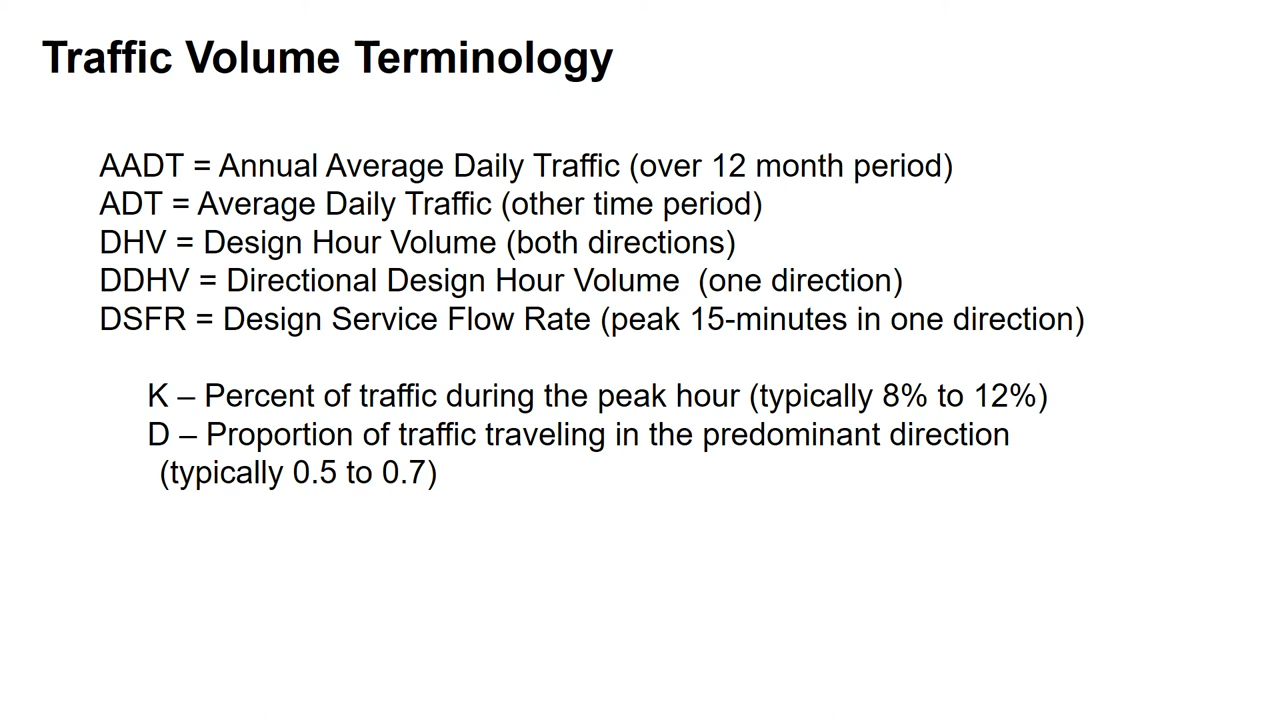 Traffic Volume Terminology
AADT = Annual Average Daily Traffic (over 12 month period)
ADT = Average Daily Traffic (other time period)
DHV = Design Hour Volume (both directions)
DDHV = Directional Design Hour Volume  (one direction)
DSFR = Design Service Flow Rate (peak 15-minutes in one direction)
K – Percent of traffic during the peak hour (typically 8% to 12%)
D – Proportion of traffic traveling in the predominant direction
(typically 0.5 to 0.7)